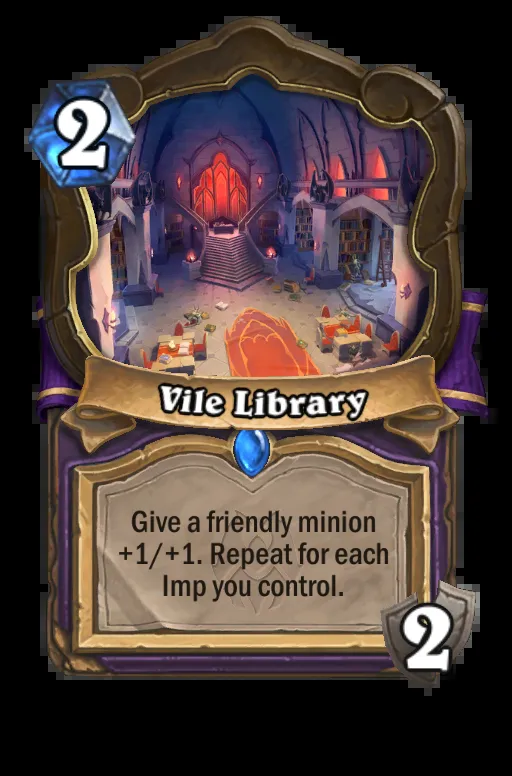 2
Vile Library
Give a friendly minion
+1/+1. Repeat for each
Imp you control.
2